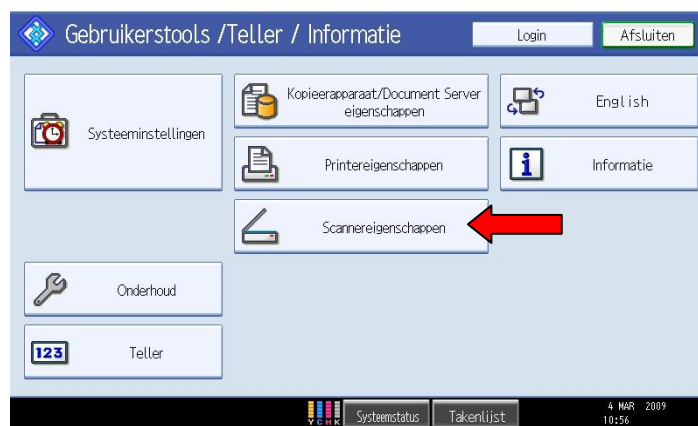 Gebruikerstools /Teller / Informatie
Login
Afsluiten
Systeeminstellingen
Kopieerapparaat/Document Server
eigenschappen
English
Printereigenschappen
i
Informatie
Scannereigenschappen
Onderhoud
123
Teller
Y C M K
Systeemstatus
Takenlijst
4 MAR 2009
10:56